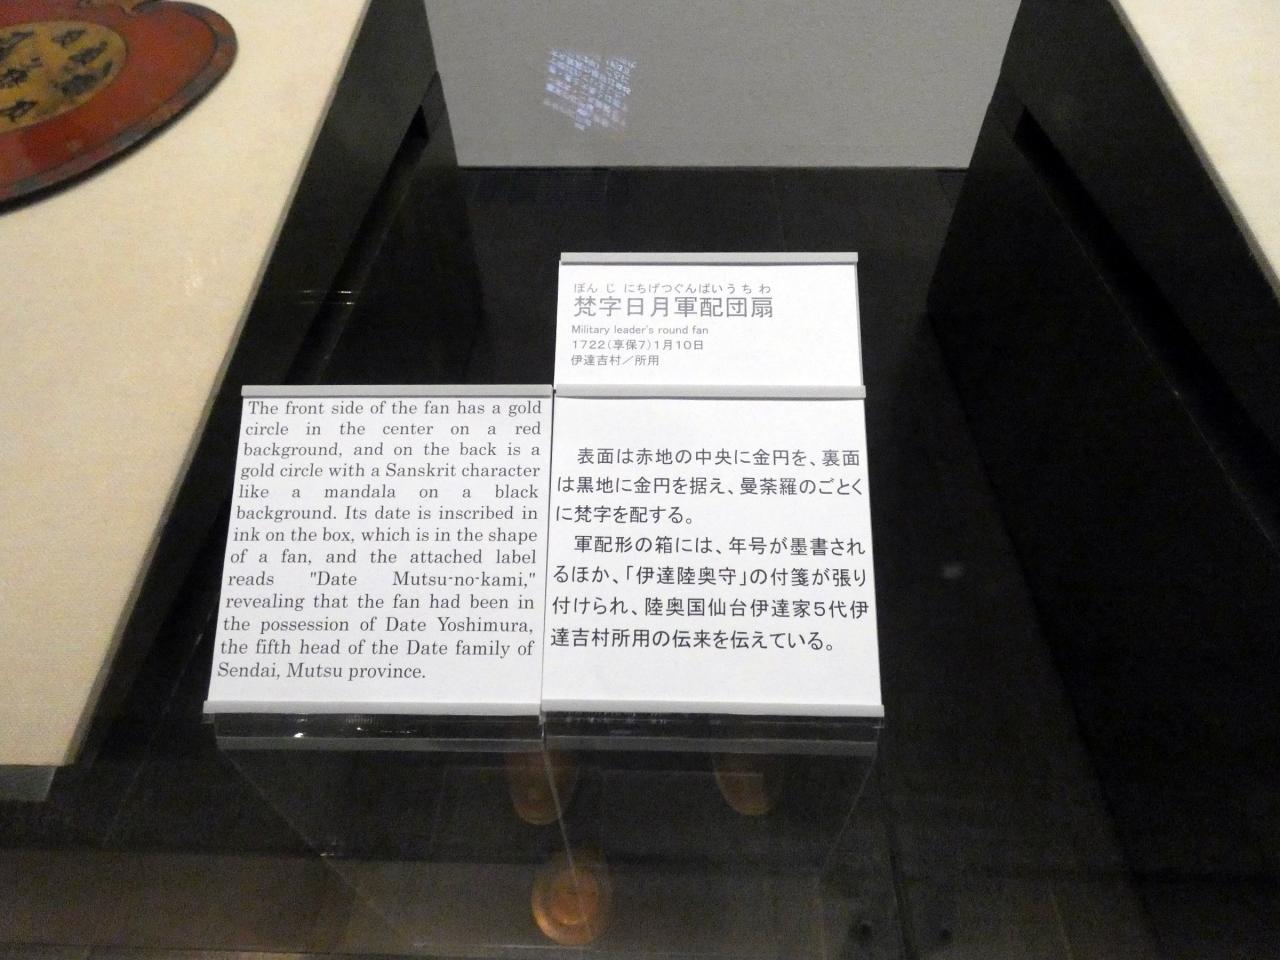 ぼんじにちげつぐんばいうちわ
梵字日月軍配団扇
Military leader's round fan
1722(享保7)1月10日
伊達吉村／所用
The front side of the fan has a gold
circle in the center on a red
background, and on the back is a
gold circle with a Sanskrit character
like a mandala on a black
background. Its date is inscribed in
ink on the box, which is in the shape
of a fan, and the attached label
reads "Date Mutsu-no-kami,"
revealing that the fan had been in
the possession of Date Yoshimura,
the fifth head of the Date family of
Sendai, Mutsu province.
表面は赤地の中央に金円を、裏面
は黒地に金円を据え、曼荼羅のごとく
に梵字を配する。
軍配形の箱には、年号が墨書され
るほか、「伊達陸奥守」の付箋が張り
付けられ、陸奥国仙台伊達家5代伊
達吉村所用の伝来を伝えている。